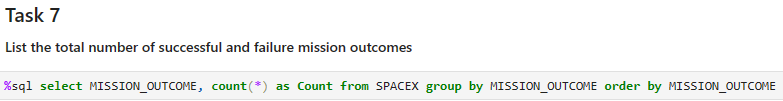 Task 7
List the total number of successful and failure mission outcomes
%sql select MISSION_OUTCOME, count(*) as Count from SPACEX group by MISSION_OUTCOME order by MISSION_OUTCOME